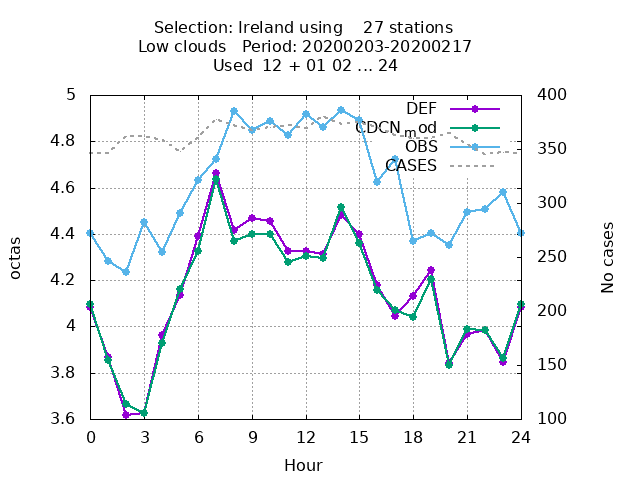 Selection: Ireland using    27 stations
Low clouds   Period: 20200203-20200217
Used  12 + 01 02 ... 24
5
4.8
4.6
4.4
4.2
4
3.8
3.6
octas
400
350
300
250
200
150
100
No cases
DEF
CDCN_mod
OBS
CASES
0 3 6 9 12 15 18 21 24
Hour